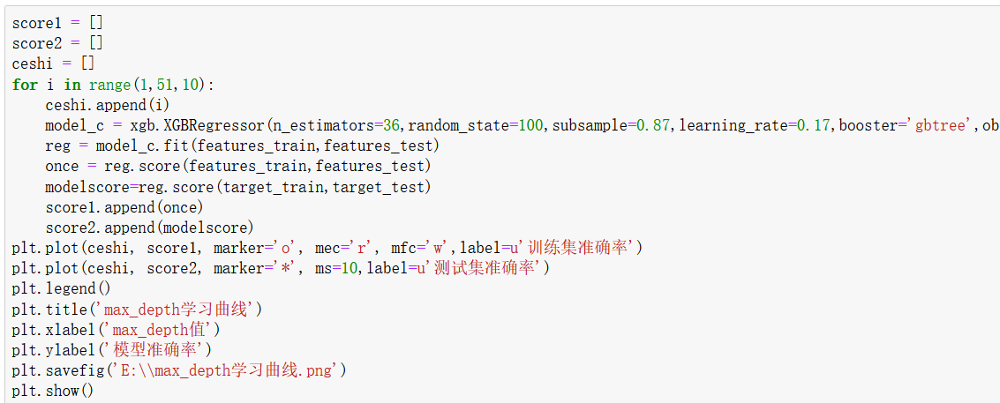 score1 = []
score2 = []
ceshi = []
for i in range(1,51,10):
    ceshi.append(i)
    model_c = xgb.XGBRegressor(n_estimators=36,random_state=100,subsample=0.87,learning_rate=0.17,booster='gbtree',ob
    reg = model_c.fit(features_train,features_test)
    once = reg.score(features_train,features_test)
    modelscore=reg.score(target_train,target_test)
    score1.append(once)
    score2.append(modelscore)
plt.plot(ceshi, score1, marker='o', mec='r', mfc='w',label=u'训练集准确率')
plt.plot(ceshi, score2, marker='*', ms=10,label=u'测试集准确率')
plt.legend()
plt.title('max_depth学习曲线')
plt.xlabel('max_depth值')
plt.ylabel('模型准确率')
plt.savefig('E:\\max_depth学习曲线.png')
plt.show()